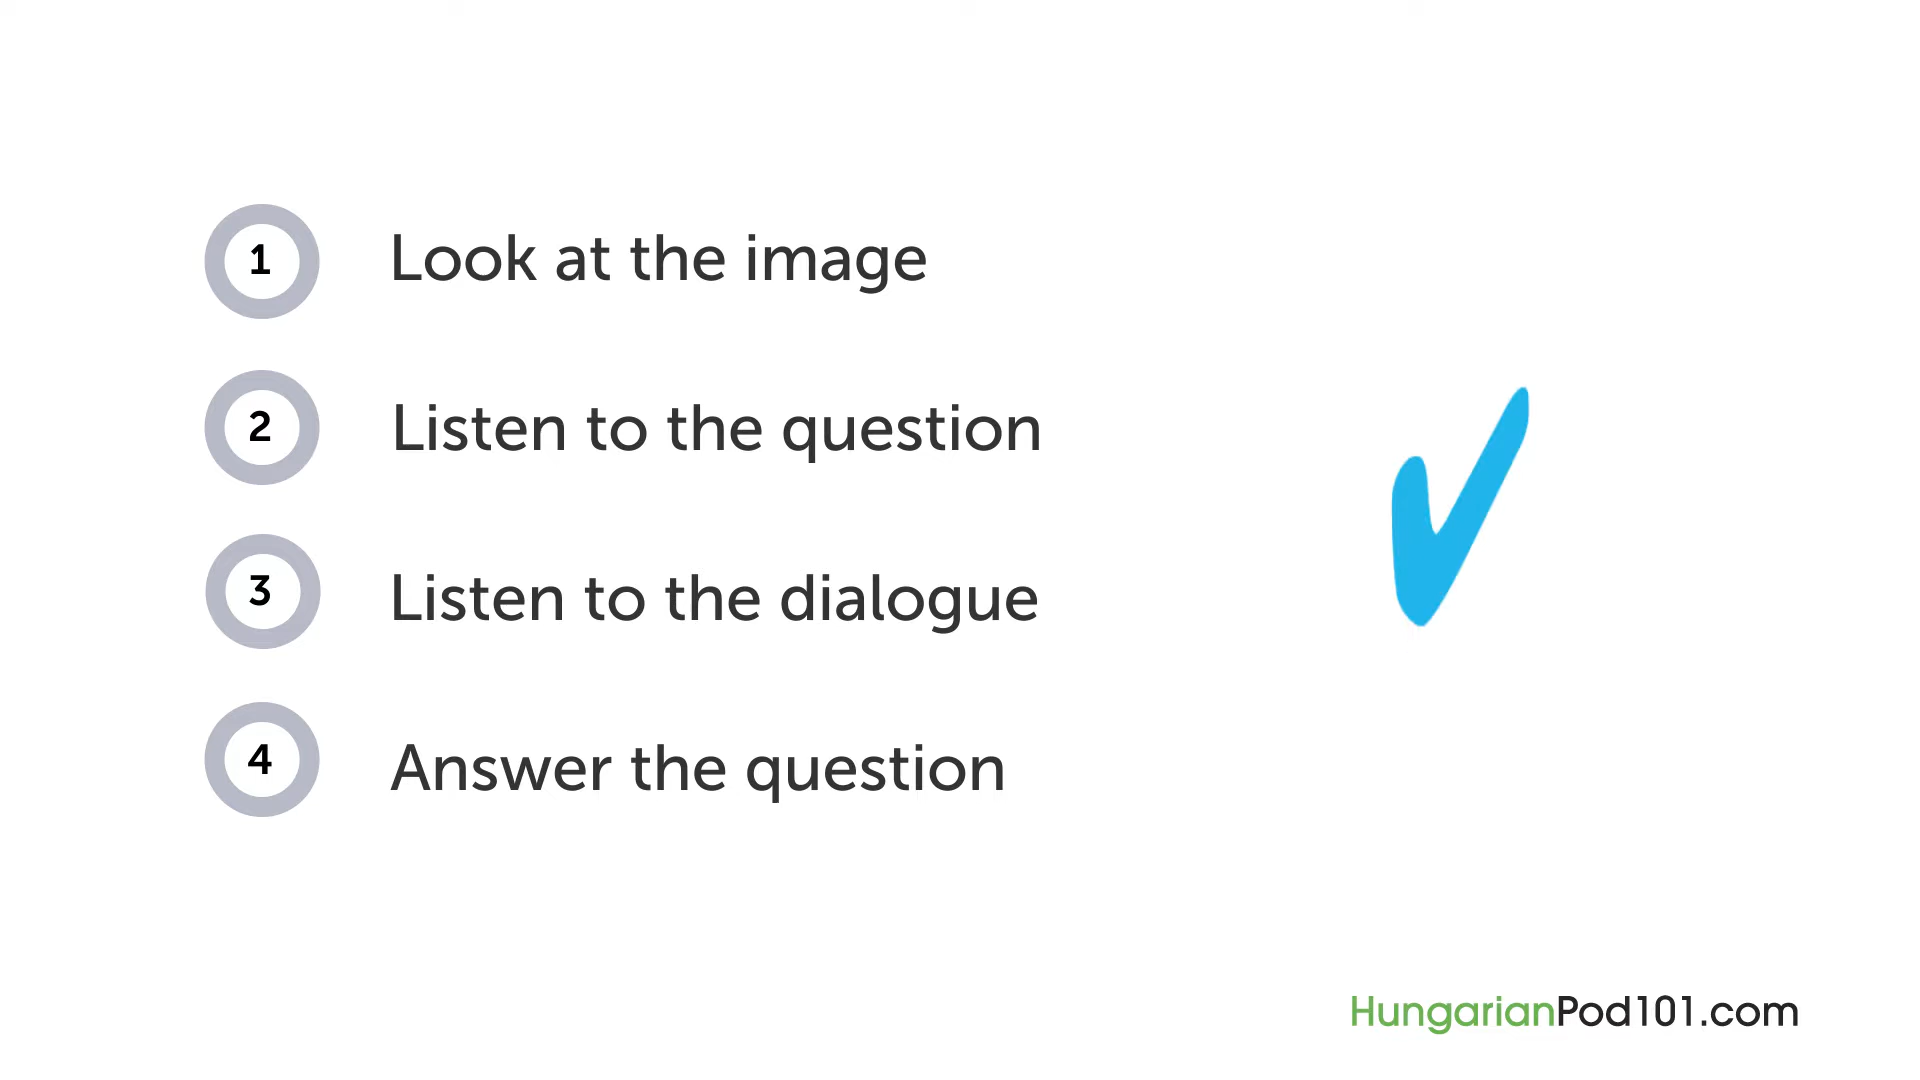 1 Look at the image
2 Listen to the question
3 Listen to the dialogue
4 Answer the question
HungarianPod101.com